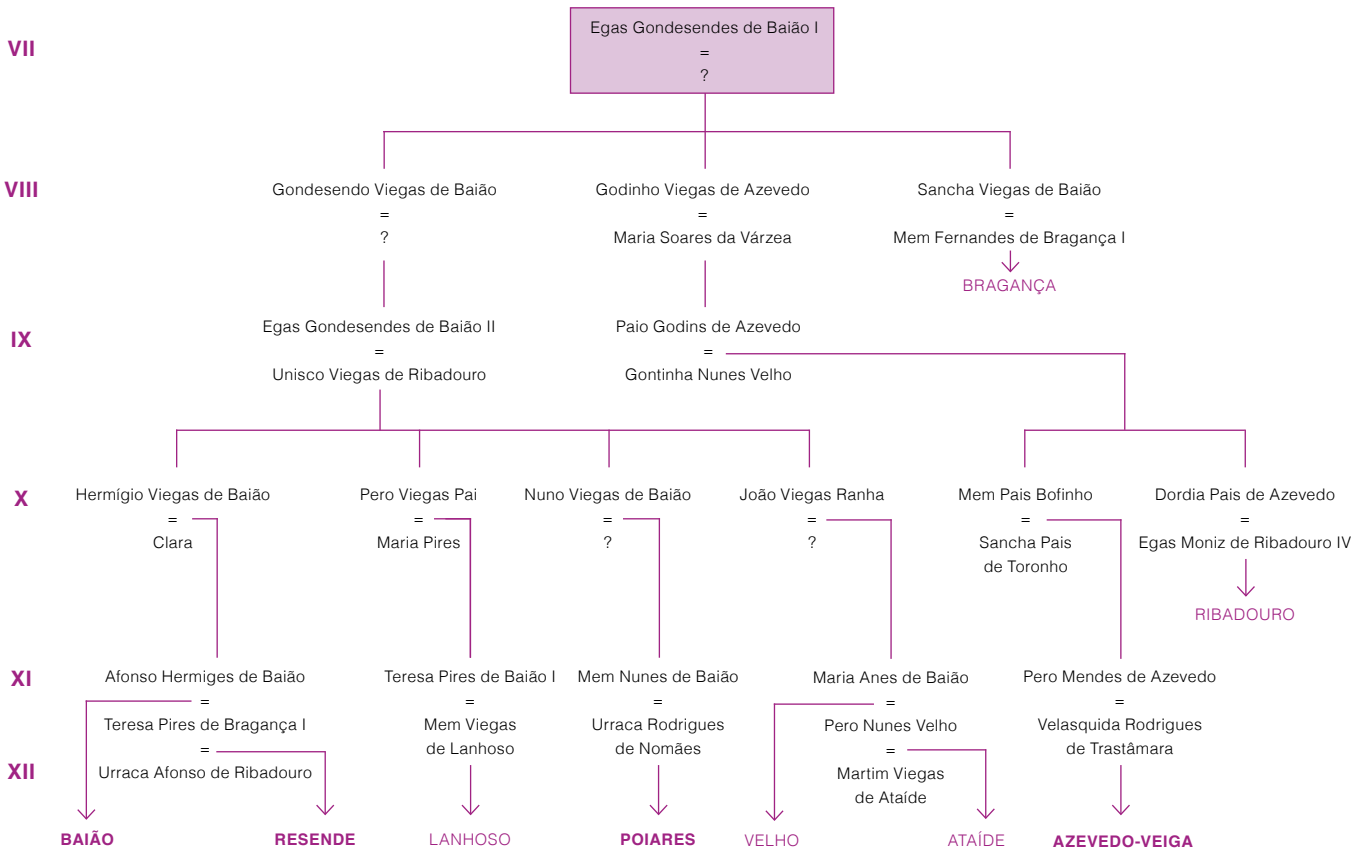 VII
Egas Gondesendes de Baião I
=
?
VIII
Gondesendo Viegas de Baião
=
?
Godinho Viegas de Azevedo
=
Maria Soares da Várzea
Sancha Viegas de Baião
=
Mem Fernandes de Bragança I
BRAGANÇA
IX
Egas Gondesendes de Baião II
=
Unisco Viegas de Ribadouro
Paio Godins de Azevedo
=
Gontinha Nunes Velho
X
Hermígio Viegas de Baião
=
Clara
Pero Viegas Pai
=
Maria Pires
Nuno Viegas de Baião
=
?
João Viegas Ranha
=
?
Mem Pais Bofinho
=
Sancha Pais
de Toronho
Dordia Pais de Azevedo
=
Egas Moniz de Ribadouro IV
RIBADOURO
XI
Afonso Hermiges de Baião
=
Teresa Pires de Bragança I
=
Urraca Afonso de Ribadouro
Teresa Pires de Baião I
=
Mem Viegas
de Lanhoso
Mem Nunes de Baião
=
Urraca Rodrigues
de Nomães
Maria Anes de Baião
=
Pero Nunes Velho
=
Martim Viegas
de Ataíde
Pero Mendes de Azevedo
=
Velasquida Rodrigues
de Trastâmara
XII
BAIÃO
RESENDE
LANHOSO
POIARES
VELHO
ATAÍDE
AZEVEDO-VEIGA